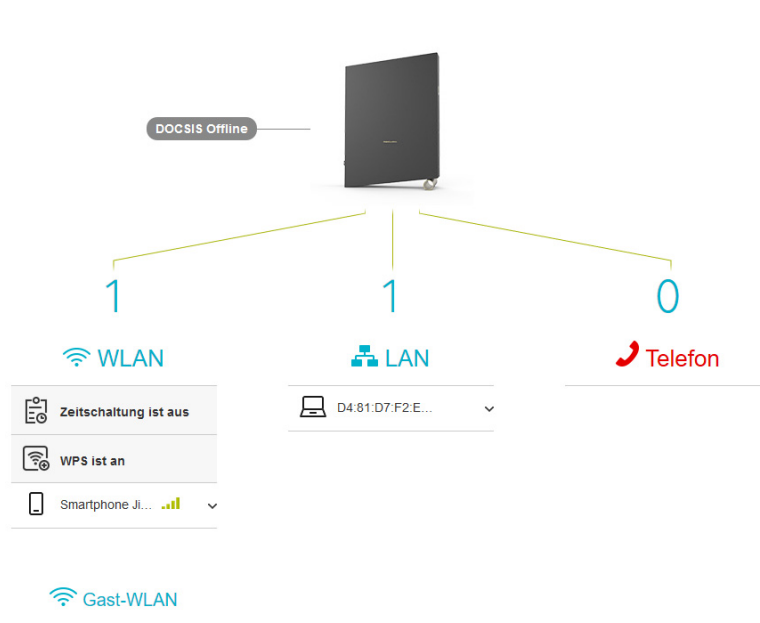 DOCSIS Offline
1
1
0
WLAN
LAN
Telefon
Zeitschaltung ist aus
D4:81:D7:F2:E...
WPS ist an
Smartphone Ji...
Gast-WLAN